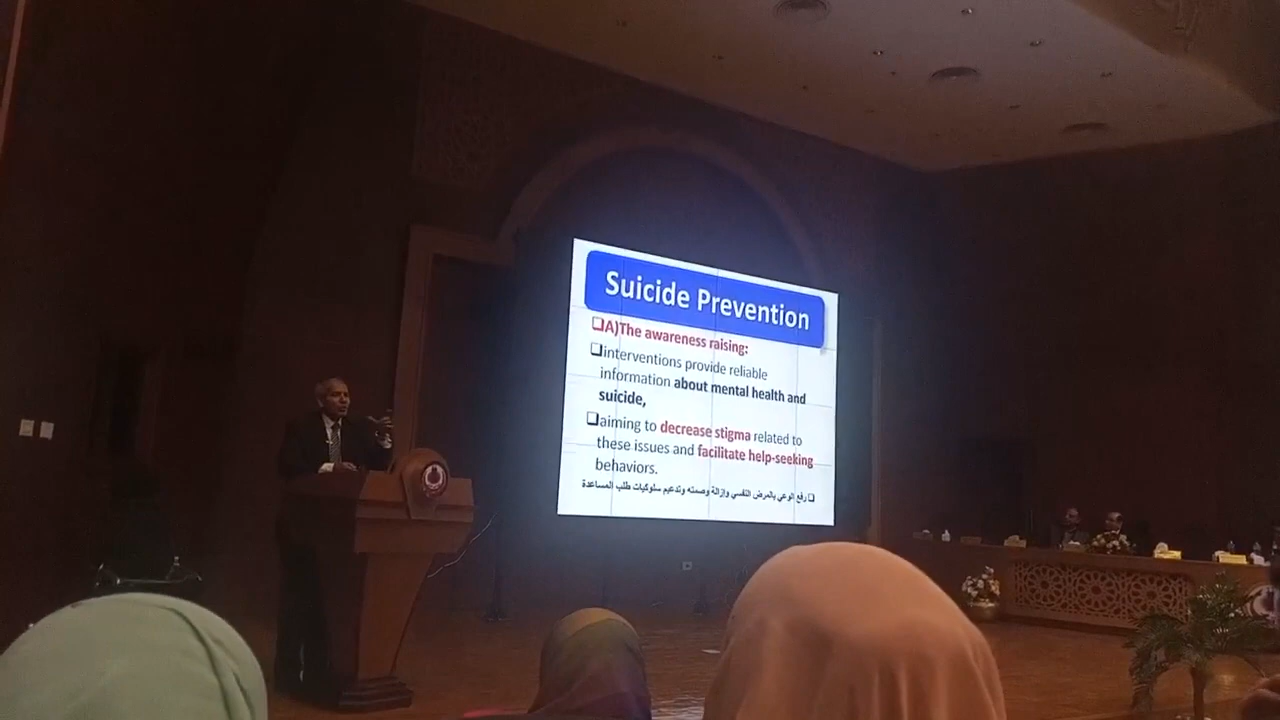 Suicide Prevention
❑A)The awareness raising:
❑interventions provide reliable
information about mental health and
suicide,
❑aiming to decrease stigma related to
these issues and facilitate help-seeking
behaviors.
❑ رفع الوعي بالمرض النفسي وإزالة وصمته وتدعيم سلوكيات طلب المساعدة